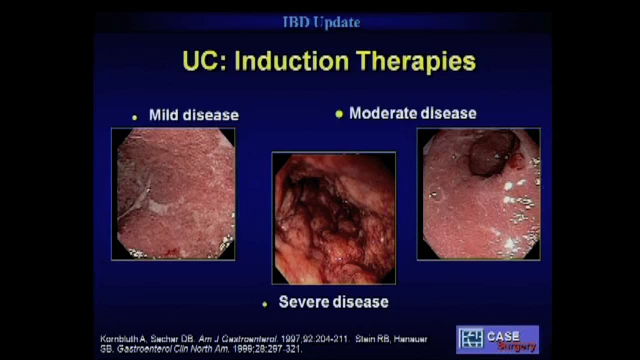 IBD Update
UC: Induction Therapies
• Mild disease
• Moderate disease
• Severe disease
Kornbluth A, Sachar DB. Am J Gastroenterol. 1997;92:204-211. Stein RB, Hanauer
SB. Gastroenterol Clin North Am. 1999;28:297-321.
CASE
Surgery